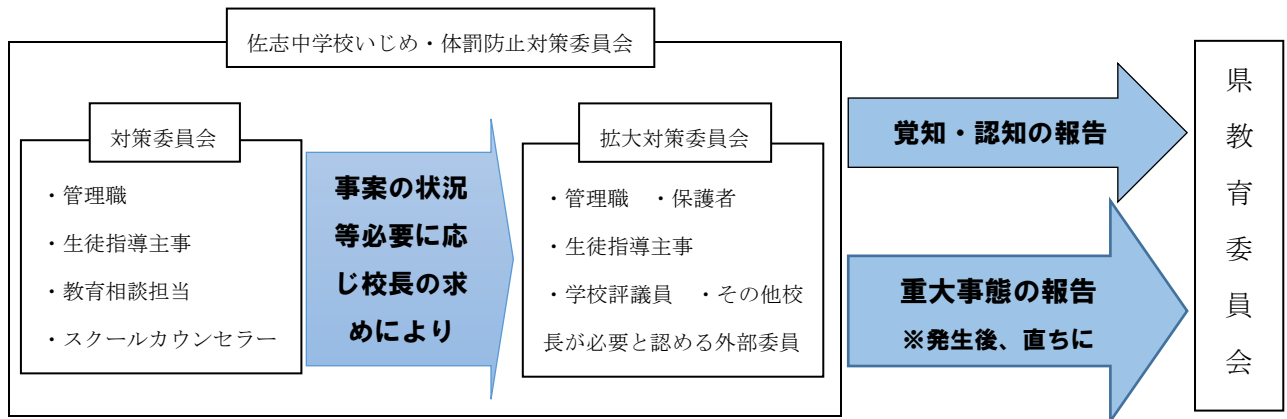 佐志中学校いじめ・体罰防止対策委員会
対策委員会
・管理職
・生徒指導主事
・教育相談担当
・スクールカウンセラー
事案の状況
等必要に応
じ校長の求
めにより
拡大対策委員会
・管理職　・保護者
・生徒指導主事
・学校評議員　・その他校
長が必要と認める外部委員
覚知・認知の報告
重大事態の報告
※発生後、直ちに
県教育委員会